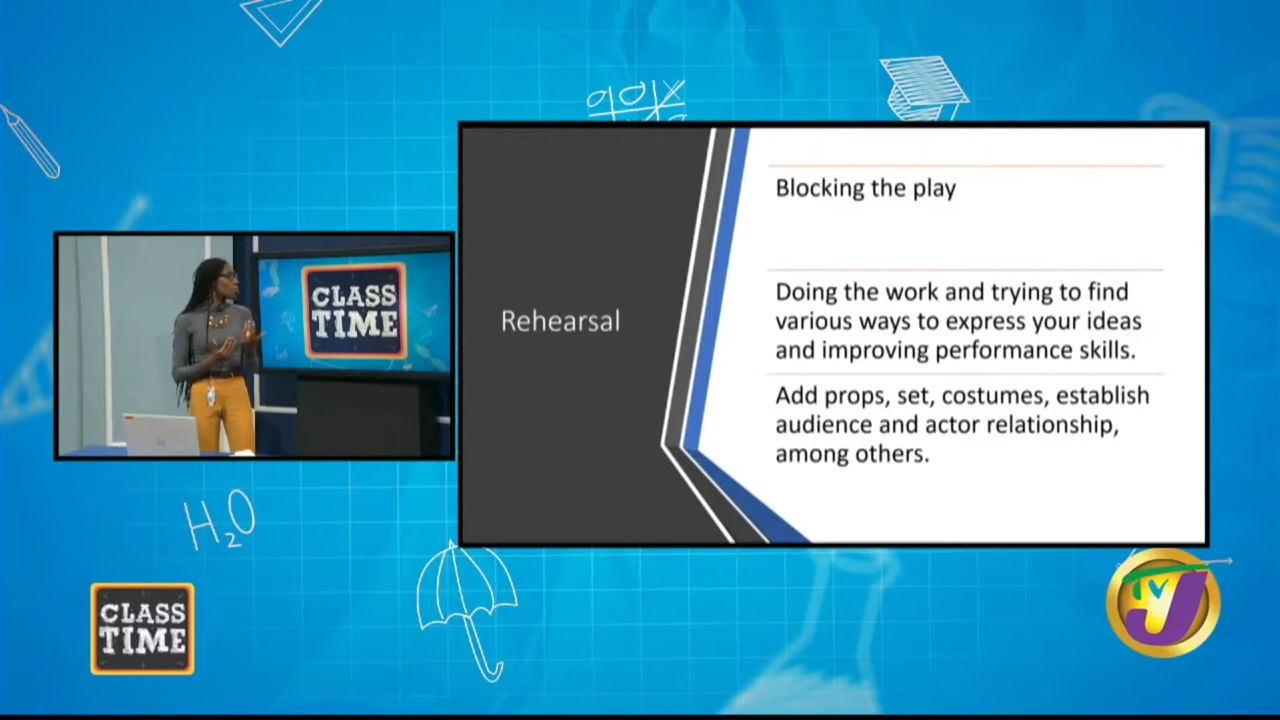 Rehearsal
Blocking the play
Doing the work and trying to find
various ways to express your ideas
and improving performance skills.
Add props, set, costumes, establish
audience and actor relationship,
among others.
CLASS
TIME
H₂O
CLASS
TIME
TVJ